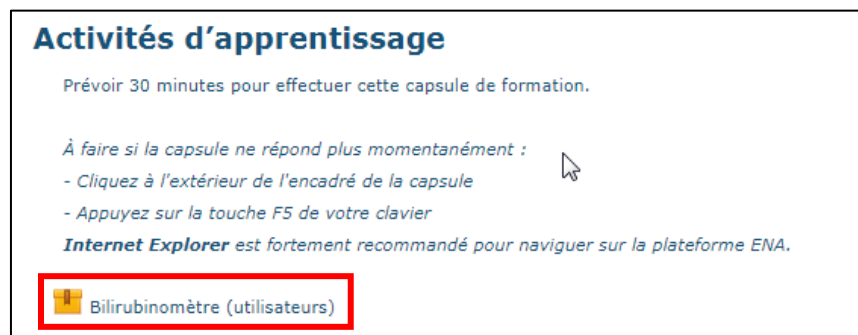 Activités d’apprentissage
Prévoir 30 minutes pour effectuer cette capsule de formation.
À faire si la capsule ne répond plus momentanément :
- Cliquez à l'extérieur de l'encadré de la capsule
- Appuyez sur la touche F5 de votre clavier
Internet Explorer est fortement recommandé pour naviguer sur la plateforme ENA.
Bilirubinomètre (utilisateurs)